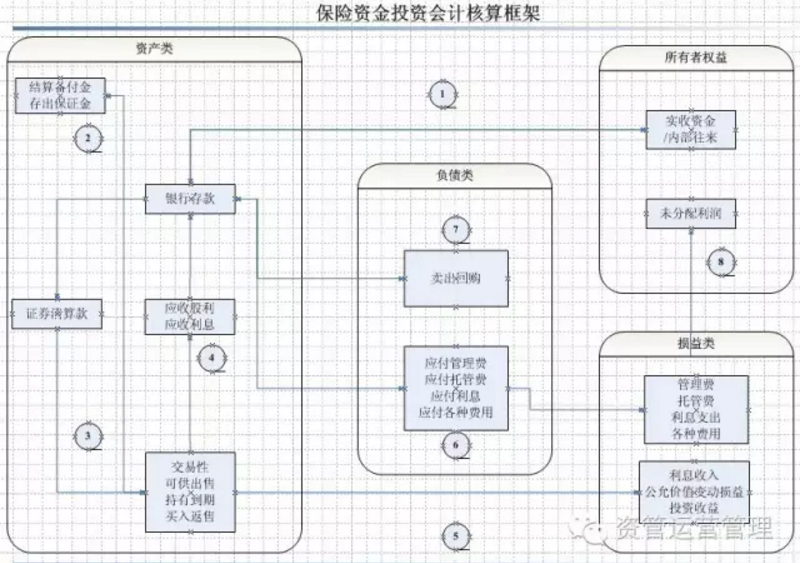 保险资金投资会计核算框架
资产类
所有者权益
结算备付金
存出保证金
1
2
实收资金
/内部往来
负债类
银行存款
未分配利润
7
8
卖出回购
证券清算款
应收股利
应收利息
4
损益类
应付管理费
应付托管费
应付利息
应付各种费用
管理费
托管费
利息支出
各种费用
3
6
交易性
可供出售
持有到期
买入返售
利息收入
公允价值变动损益
投资收益
5
资管运营管理